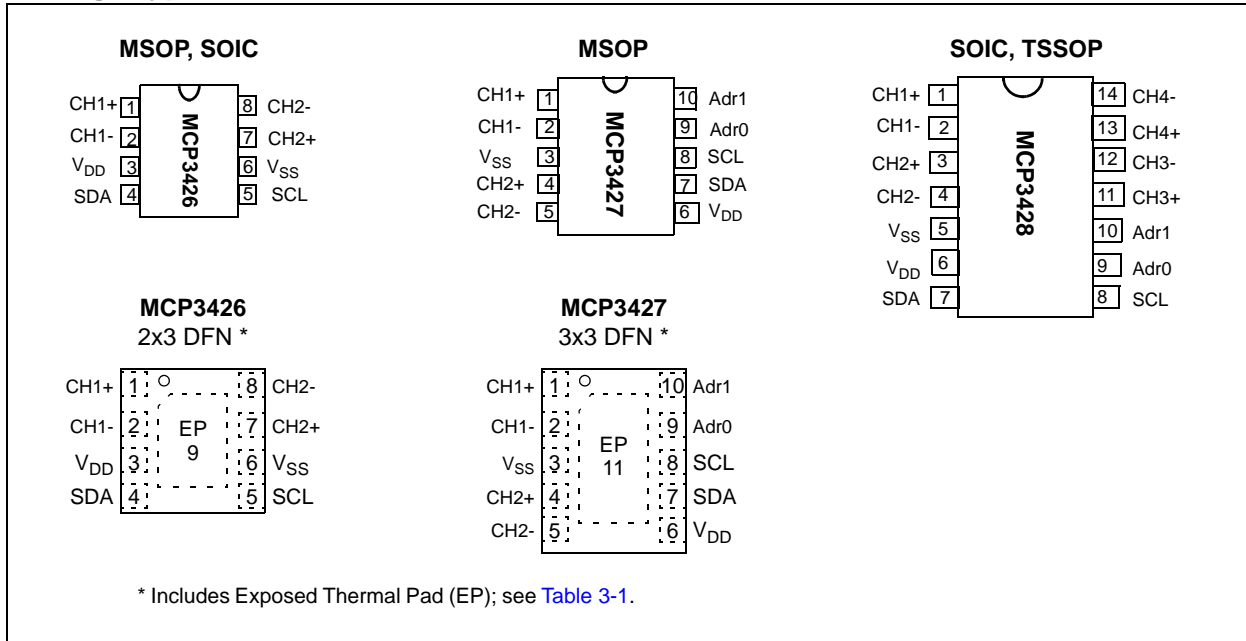 MSOP, SOIC
CH1+ 1
CH1- 2
VDD 3
SDA 4
MCP3426
8 CH2-
7 CH2+
6 VSS
5 SCL
MSOP
CH1+ 1
CH1- 2
VSS 3
CH2+ 4
CH2- 5
MCP3427
10 Adr1
9 Adr0
8 SCL
7 SDA
6 VDD
SOIC, TSSOP
CH1+ 1
CH1- 2
CH2+ 3
CH2- 4
VSS 5
VDD 6
SDA 7
MCP3428
14 CH4-
13 CH4+
12 CH3-
11 CH3+
10 Adr1
9 Adr0
8 SCL
MCP3426
2x3 DFN *
CH1+ 1
CH1- 2
VDD 3
SDA 4
EP
9
8 CH2-
7 CH2+
6 VSS
5 SCL
MCP3427
3x3 DFN *
CH1+ 1
CH1- 2
VSS 3
CH2+ 4
CH2- 5
EP
11
10 Adr1
9 Adr0
8 SCL
7 SDA
6 VDD
* Includes Exposed Thermal Pad (EP); see Table 3-1.